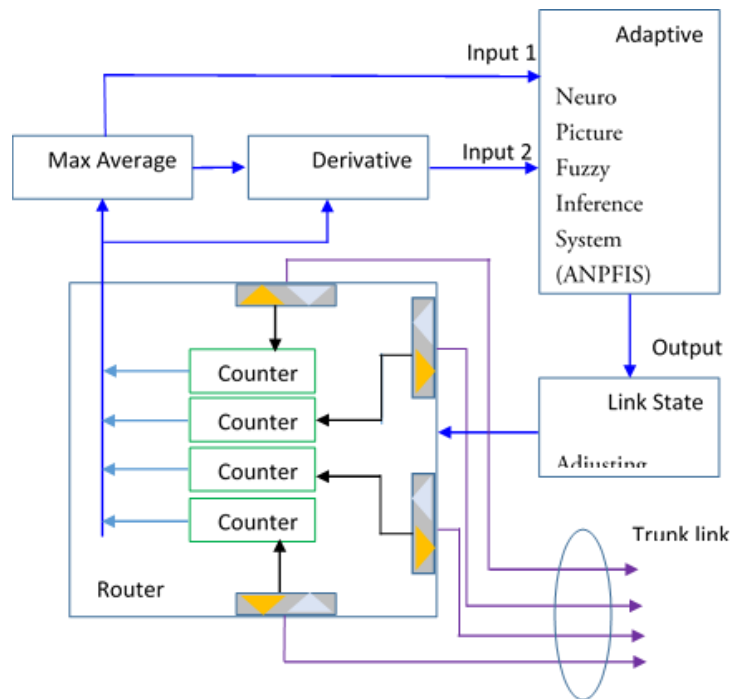 Adaptive
Input 1
Neuro
Picture
Fuzzy
Inference
System
(ANPFIS)
Max Average
Derivative
Input 2
Output
Link State
Adjusting
Counter
Counter
Counter
Counter
Router
Trunk link